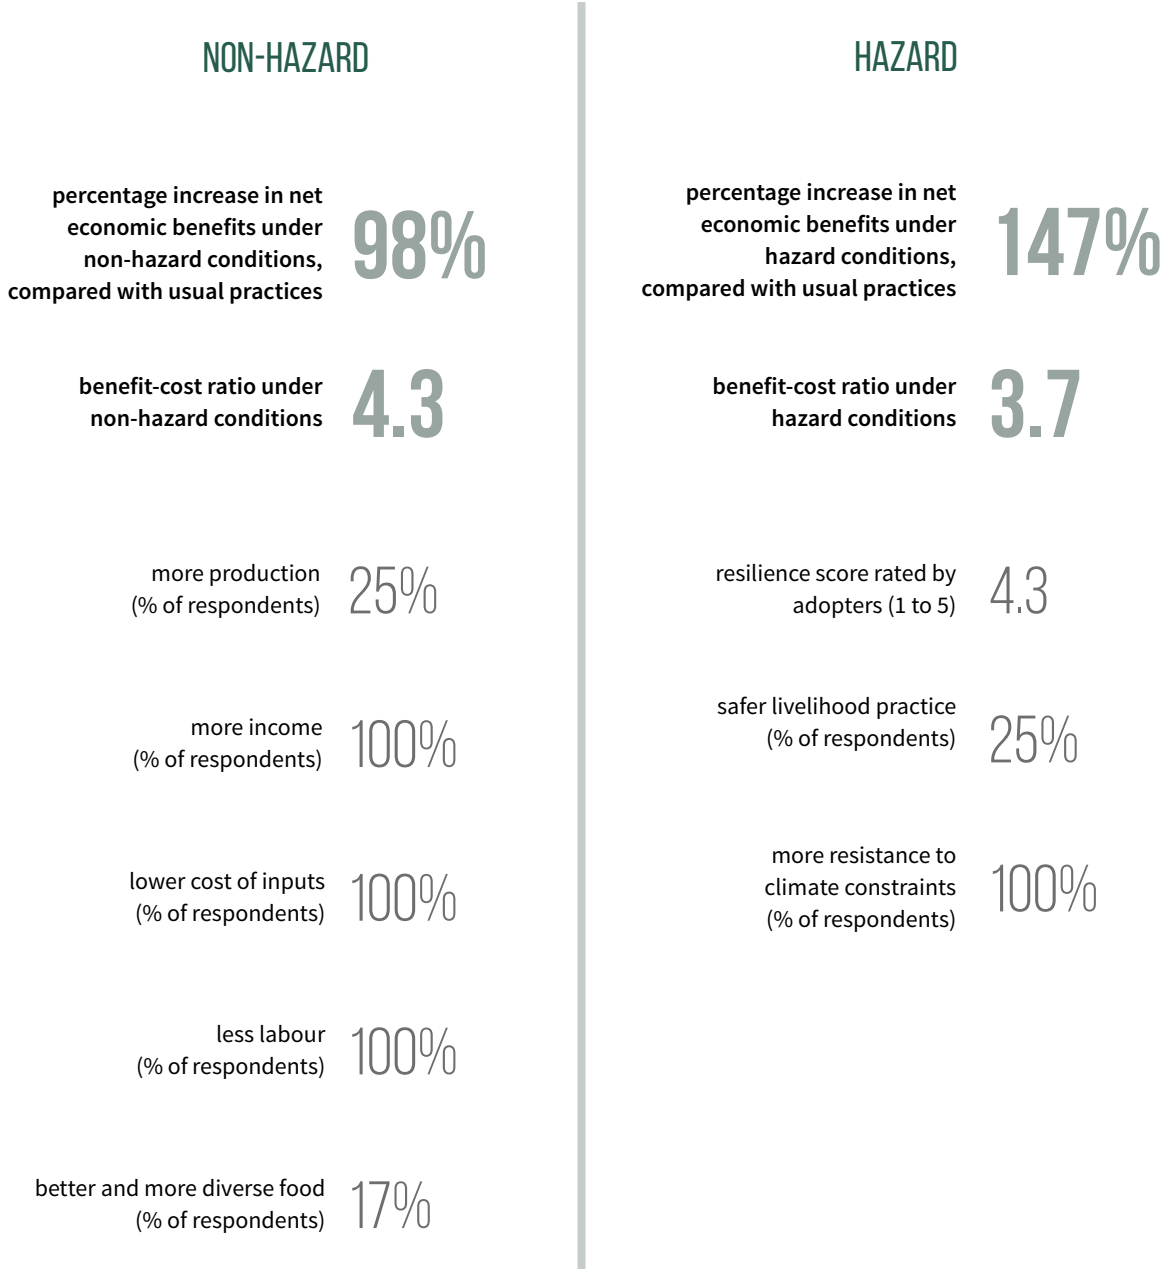 NON-HAZARD
percentage increase in net
economic benefits under
non-hazard conditions,
compared with usual practices
98%
benefit-cost ratio under
non-hazard conditions
4.3
more production
(% of respondents)
25%
more income
(% of respondents)
100%
lower cost of inputs
(% of respondents)
100%
less labour
(% of respondents)
100%
better and more diverse food
(% of respondents)
17%
HAZARD
percentage increase in net
economic benefits under
hazard conditions,
compared with usual practices
147%
benefit-cost ratio under
hazard conditions
3.7
resilience score rated by
adopters (1 to 5)
4.3
safer livelihood practice
(% of respondents)
25%
more resistance to
climate constraints
(% of respondents)
100%